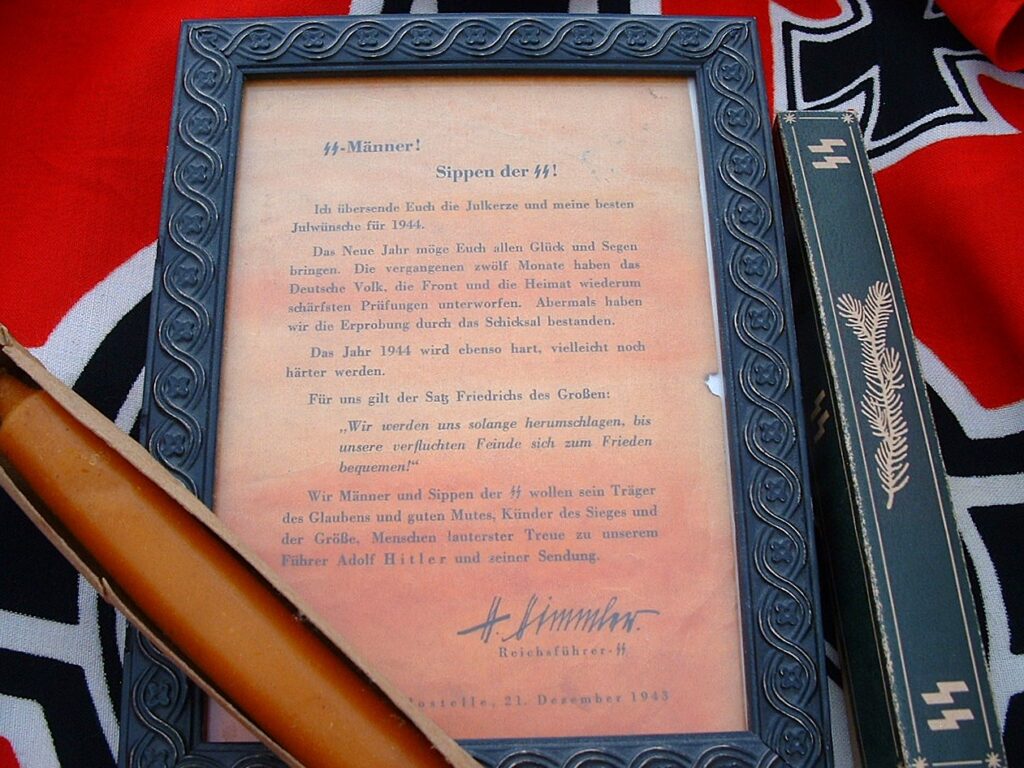 ᛋᛋ-Männer!
Sippen der ᛋᛋ!
Ich übersende Euch die Julkerze und meine besten
Julwünsche für 1944.
Das Neue Jahr möge Euch allen Glück und Segen
bringen. Die vergangenen zwölf Monate haben das
Deutsche Volk, die Front und die Heimat wiederum
schärfsten Prüfungen unterworfen. Abermals haben
wir die Erprobung durch das Schicksal bestanden.
Das Jahr 1944 wird ebenso hart, vielleicht noch
härter werden.
Für uns gilt der Satz Friedrichs des Großen:
„Wir werden uns solange herumschlagen, bis
unsere verfluchten Feinde sich zum Frieden
bequemen!“
Wir Männer und Sippen der ᛋᛋ wollen sein Träger
des Glaubens und guten Mutes, Künder des Sieges und
der Größe, Menschen lauterster Treue zu unserem
Führer Adolf Hitler und seiner Sendung.
H. Himmler.
Reichsführer-ᛋᛋ
21. Dezember 1943
ᛋᛋ
ᛋᛋ
ᛋᛋ